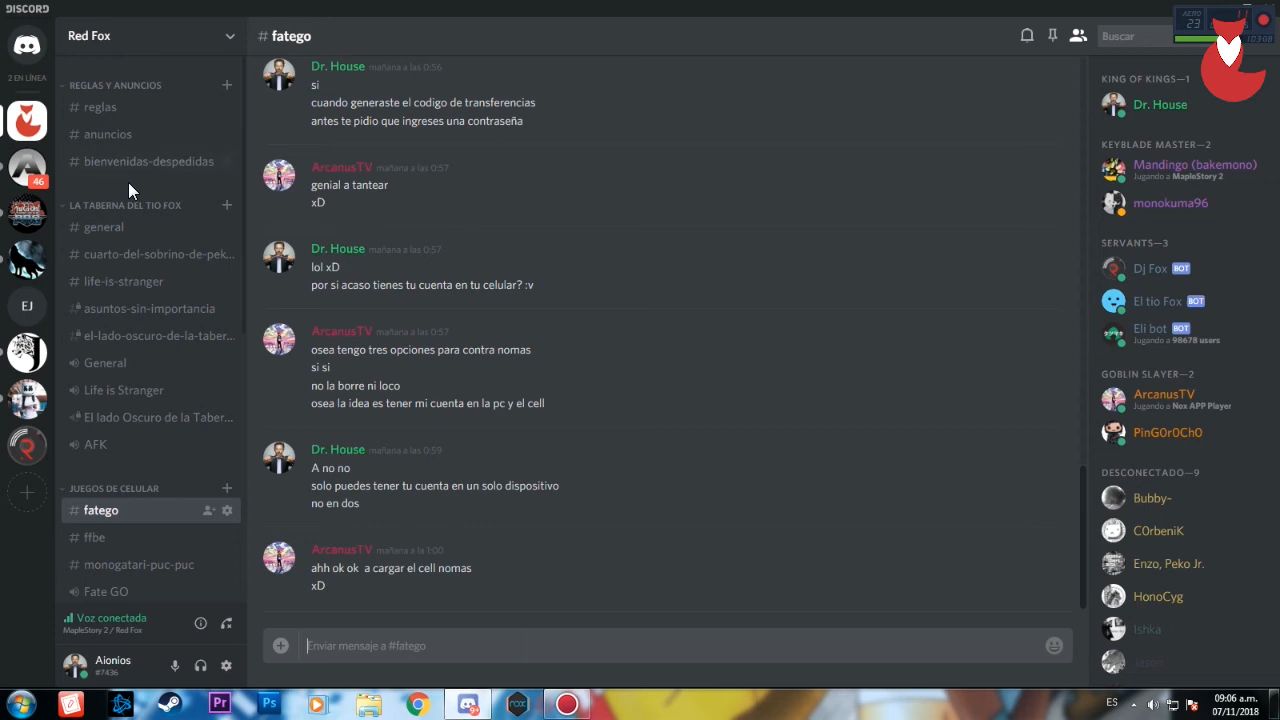 DISCORD
Red Fox
# fatego
Buscar
AERO
23
2 EN LÍNEA
46
EJ
REGLAS Y ANUNCIOS
# reglas
# anuncios
# bienvenidas-despedidas
LA TABERNA DEL TIO FOX
# general
# cuarto-del-sobrino-de-pek...
# life-is-stranger
asuntos-sin-importancia
el-lado-oscuro-de-la-taber...
General
Life is Stranger
El lado Oscuro de la Taber...
AFK
JUEGOS DE CELULAR
# fatego
# ffbe
# monogatari-puc-puc
Fate GO
Voz conectada
MapleStory 2 / Red Fox
Aionios
#7436
Dr. House mañana a las 0:56
si
cuando generaste el codigo de transferencias
antes te pidio que ingreses una contraseña
ArcanusTV mañana a las 0:57
genial a tantear
xD
Dr. House mañana a las 0:57
lol xD
por si acaso tienes tu cuenta en tu celular? :v
ArcanusTV mañana a las 0:57
osea tengo tres opciones para contra nomas
si si
no la borre ni loco
osea la idea es tener mi cuenta en la pc y el cell
Dr. House mañana a las 0:59
A no no
solo puedes tener tu cuenta en un solo dispositivo
no en dos
ArcanusTV mañana a la 1:00
ahh ok ok a cargar el cell nomas
xD
Enviar mensaje a #fatego
KING OF KINGS—1
Dr. House
KEYBLADE MASTER—2
Mandingo (bakemono)
Jugando a MapleStory 2
monokuma96
SERVANTS—3
Dj Fox BOT
El tio Fox BOT
Eli bot BOT
Jugando a 98678 users
GOBLIN SLAYER—2
ArcanusTV
Jugando a Nox APP Player
PinG0r0Ch0
DESCONECTADO—9
Bubby~
C0rbeniK
Enzo, Peko Jr.
HonoCyg
Ishka
Pr
Ps
nox
ES
09:06 a.m.
07/11/2018